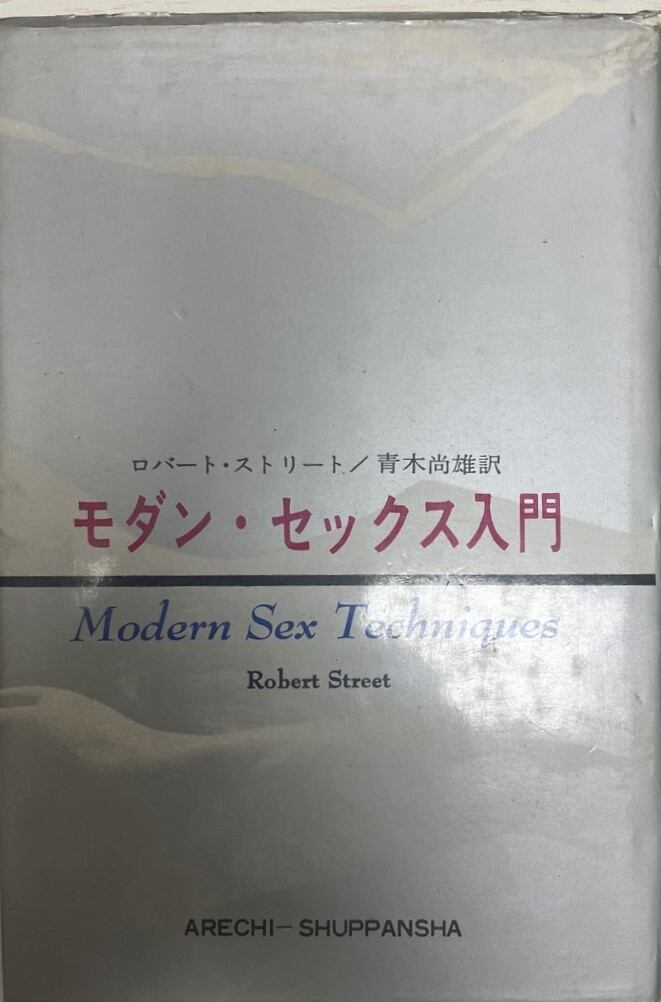 ロバート・ストリート／青木尚雄訳
モダン・セックス入門
Modern Sex Techniques
Robert Street
ARECHI－SHUPPANSHA